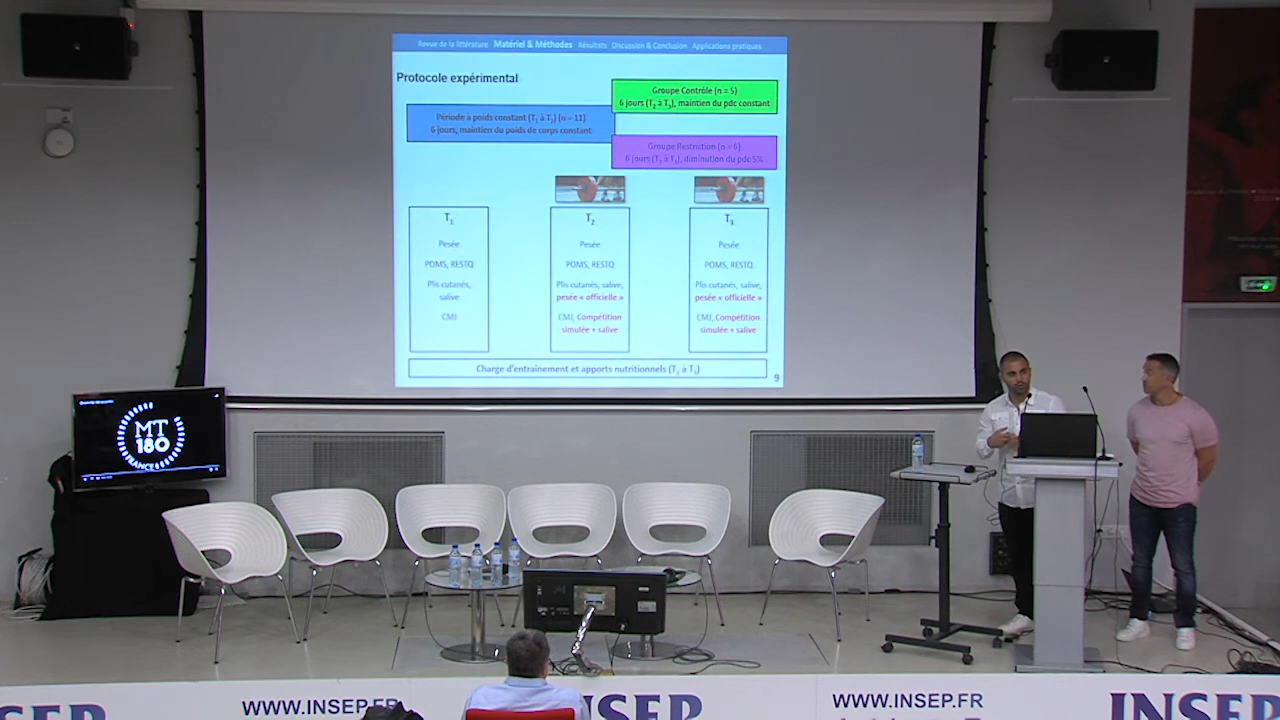 Revue de la littérature Matériel & Méthodes Résultats Discussion & Conclusion Applications pratiques
Protocole expérimental
Groupe Contrôle (n = 5)
6 jours (T2 à T3), maintien du pdc constant
Période à poids constant (T1 à T2) (n = 11)
6 jours, maintien du poids de corps constant
Groupe Restriction (n = 6)
6 jours (T2 à T3), diminution du pdc 5%
T1
Pesée
POMS, RESTQ
Plis cutanés,
salive
CMJ
T2
Pesée
POMS, RESTQ
Plis cutanés, salive,
pesée « officielle »
CMJ, Compétition
simulée + salive
T3
Pesée
POMS, RESTQ
Plis cutanés, salive,
pesée « officielle »
CMJ, Compétition
simulée + salive
Charge d'entraînement et apports nutritionnels (T1 à T3)
9
MT
180
FRANCE
WWW.INSEP.FR
INSEP
WWW.INSEP.FR
INSEP